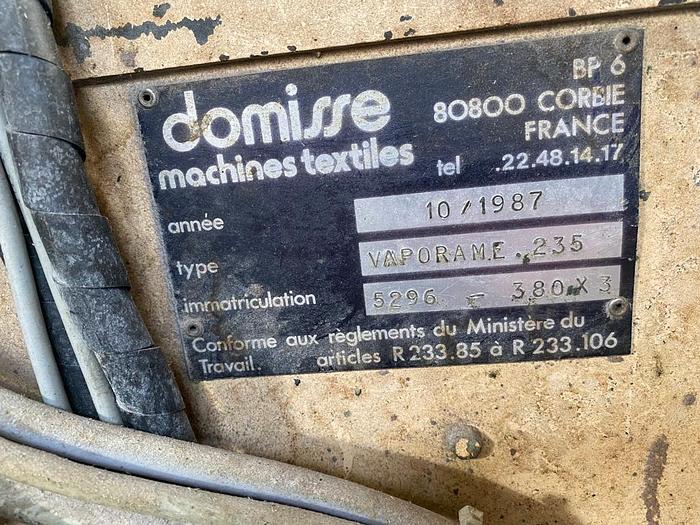 domisse
machines textiles
BP 6
80800 CORBIE
FRANCE
tel .22.48.14.17
année 10/1987
type VAPORAME.235
immatriculation 5296 - 380 X 3
Conforme aux règlements du Ministère du
Travail. articles R 233.85 à R 233.106